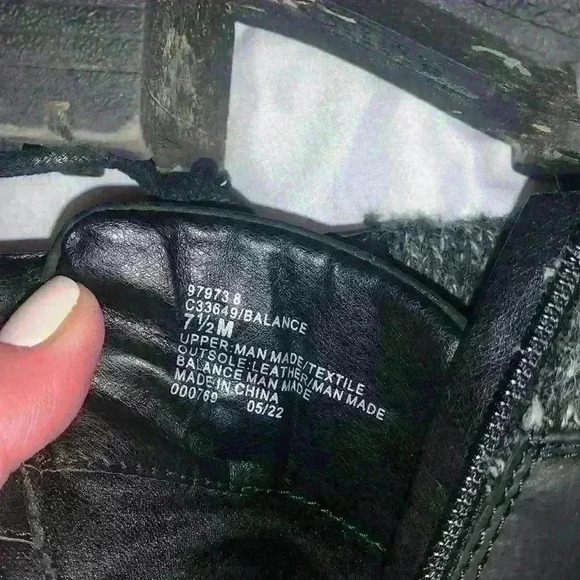 97973 8
C33649/BALANCE
7½ M
UPPER:MAN MADE/TEXTILE
OUTSOLE:LEATHER/MAN MADE
BALANCE MAN MADE
MADE IN CHINA
000769 05/22